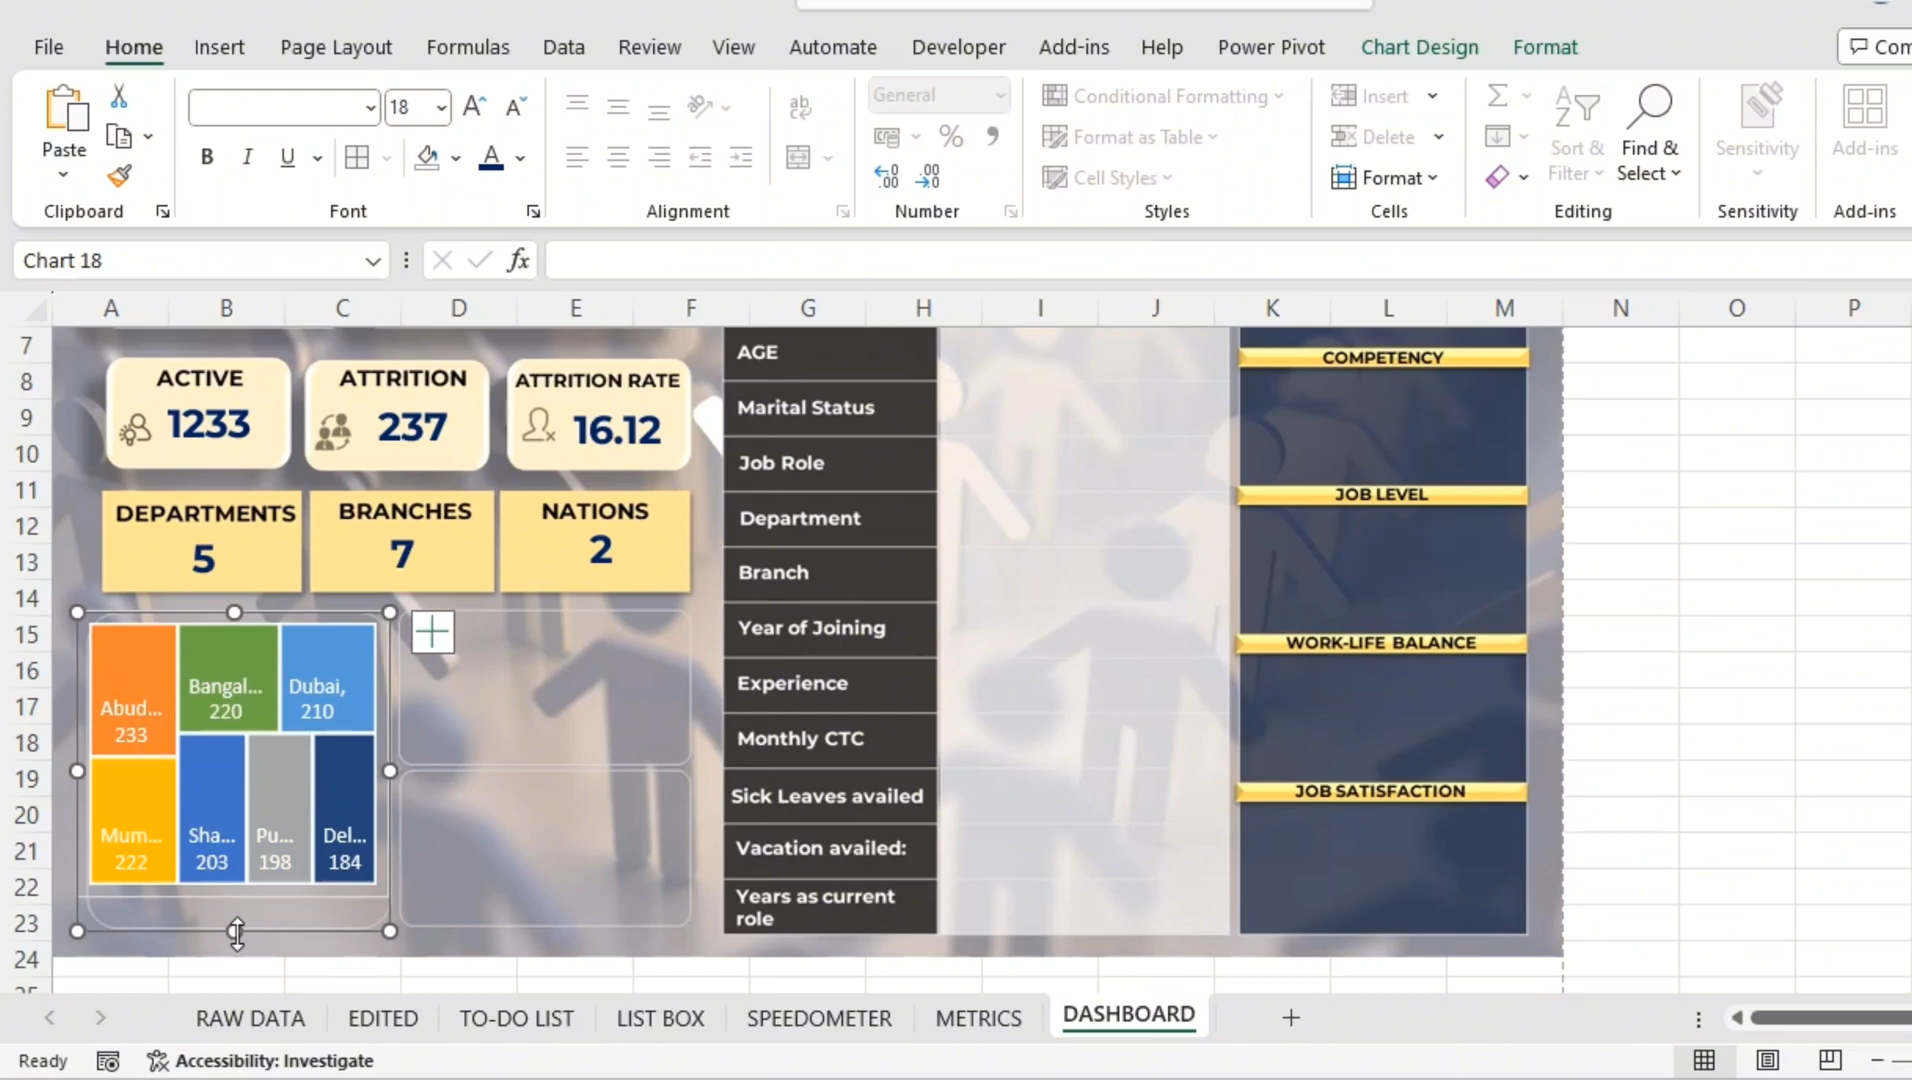 File Home Insert Page Layout Formulas Data Review View Automate Developer Add-ins Help Power Pivot Chart Design Format Com
18
General
Conditional Formatting
Format as Table
Cell Styles
Insert
Delete
Format
Paste
Sort & Filter
Find & Select
Sensitivity
Add-ins
Clipboard Font Alignment Number Styles Cells Editing Sensitivity Add-ins
Chart 18
fx
A B C D E F G H I J K L M N O P
7
8
9
10
11
12
13
14
15
16
17
18
19
20
21
22
23
24
ACTIVE
1233
ATTRITION
237
ATTRITION RATE
16.12
DEPARTMENTS
5
BRANCHES
7
NATIONS
2
Abud...
233
Bangal...
220
Dubai,
210
Mum...
222
Sha...
203
Pu...
198
Del...
184
AGE
Marital Status
Job Role
Department
Branch
Year of Joining
Experience
Monthly CTC
Sick Leaves availed
Vacation availed:
Years as current
role
COMPETENCY
JOB LEVEL
WORK-LIFE BALANCE
JOB SATISFACTION
RAW DATA EDITED TO-DO LIST LIST BOX SPEEDOMETER METRICS DASHBOARD
Ready Accessibility: Investigate